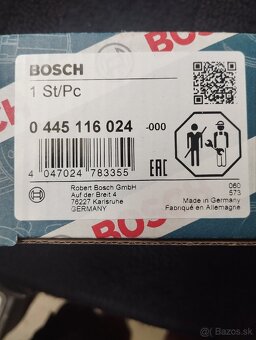 BOSCH
1 St/Pc
0 445 116 024 -000
4 047024 783355
EAC
Robert Bosch GmbH
Auf der Breit 4
76227 Karlsruhe
GERMANY
BOSCH
060
573
Made in Germany
Fabriqué en Allemagne
Bazos.sk